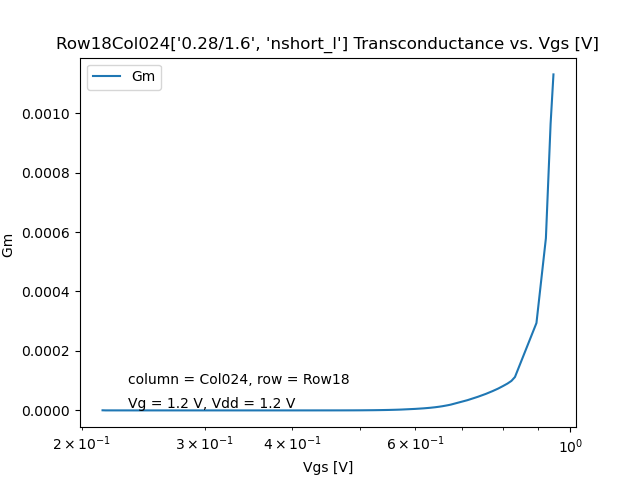 Row18Col024['0.28/1.6', 'nshort_l'] Transconductance vs. Vgs [V]
Gm
0.0010
0.0008
0.0006
0.0004
0.0002
0.0000
Gm
column = Col024, row = Row18
Vg = 1.2 V, Vdd = 1.2 V
2 × 10⁻¹ 3 × 10⁻¹ 4 × 10⁻¹ 6 × 10⁻¹ 10⁰
Vgs [V]